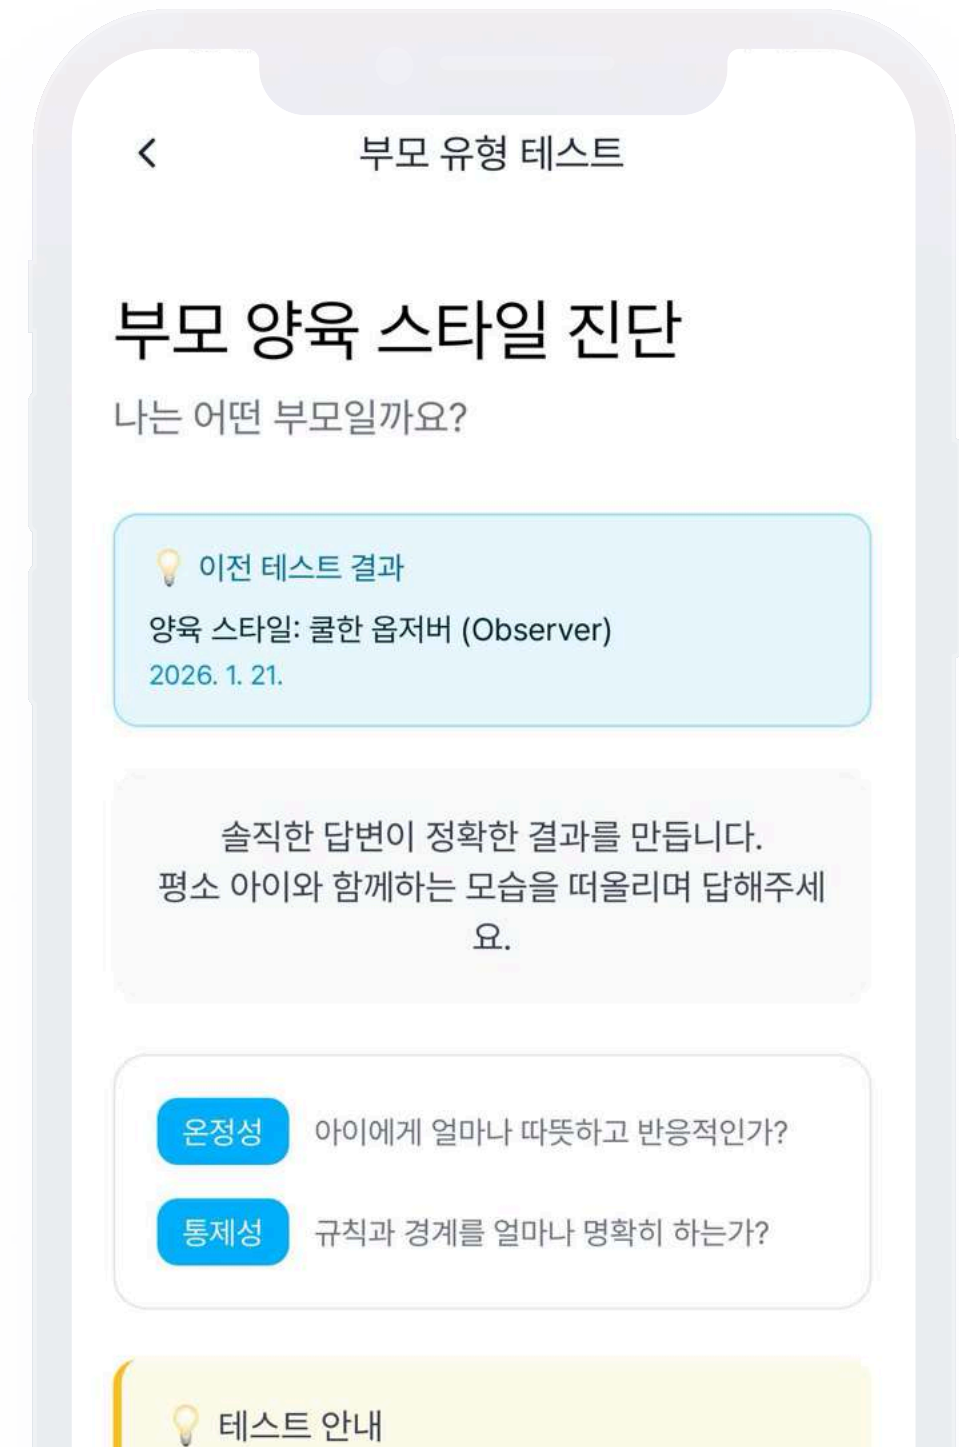 부모 유형 테스트
부모 양육 스타일 진단
나는 어떤 부모일까요?
이전 테스트 결과
양육 스타일: 쿨한 옵저버 (Observer)
2026. 1. 21.
솔직한 답변이 정확한 결과를 만듭니다.
평소 아이와 함께하는 모습을 떠올리며 답해주세
요.
온정성 아이에게 얼마나 따뜻하고 반응적인가?
통제성 규칙과 경계를 얼마나 명확히 하는가?
테스트 안내